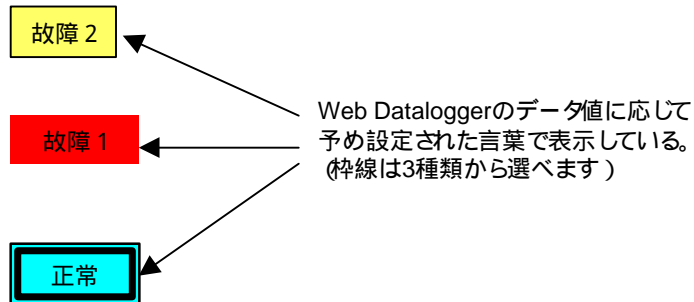 故障 2
故障 1
正常
Web Dataloggerのデータ値に応じて
予め設定された言葉で表示している。
(枠線は3種類から選べます)